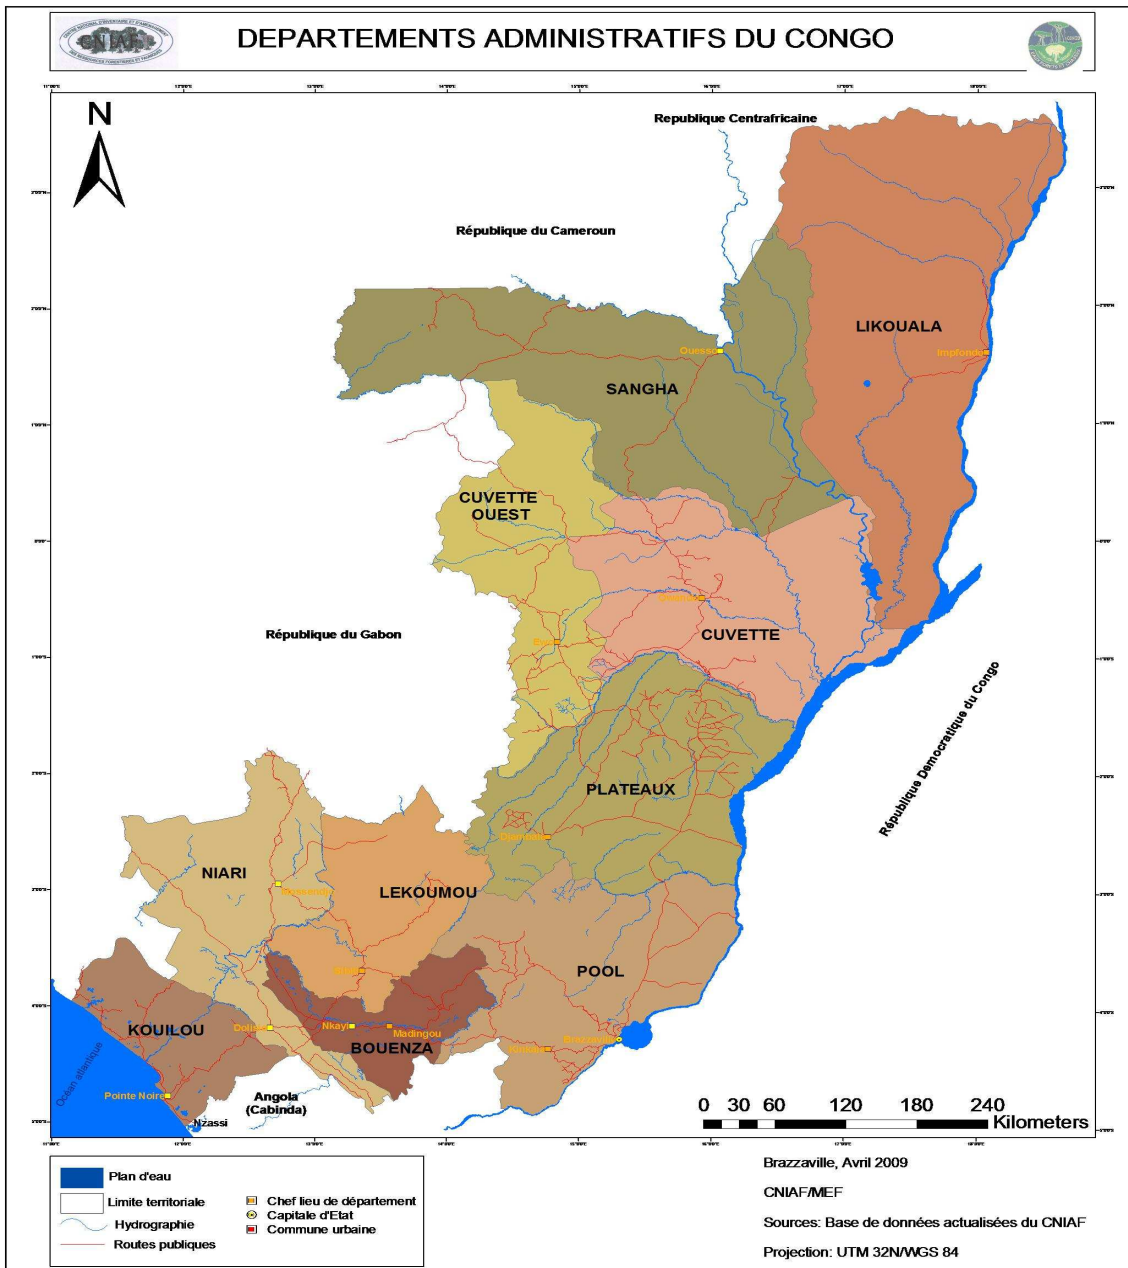 DEPARTEMENTS ADMINISTRATIFS DU CONGO
CNIAF
N
Republique Centrafricaine
République du Cameroun
LIKOUALA
Ouesso
Impfondo
SANGHA
CUVETTE
OUEST
République du Gabon
CUVETTE
République Democratique du Congo
PLATEAUX
Djambala
NIARI
LEKOUMOU
POOL
KOUILOU
Dolisie
Nkayi
Madingou
BOUENZA
Brazzaville
Océan atlantique
Pointe Noire
Nzassi
Angola
(Cabinda)
0 30 60 120 180 240
Kilometers
Plan d'eau
Limite territoriale
Hydrographie
Routes publiques
Chef lieu de département
Capitale d'Etat
Commune urbaine
Brazzaville, Avril 2009
CNIAF/MEF
Sources: Base de données actualisées du CNIAF
Projection: UTM 32N/WGS 84